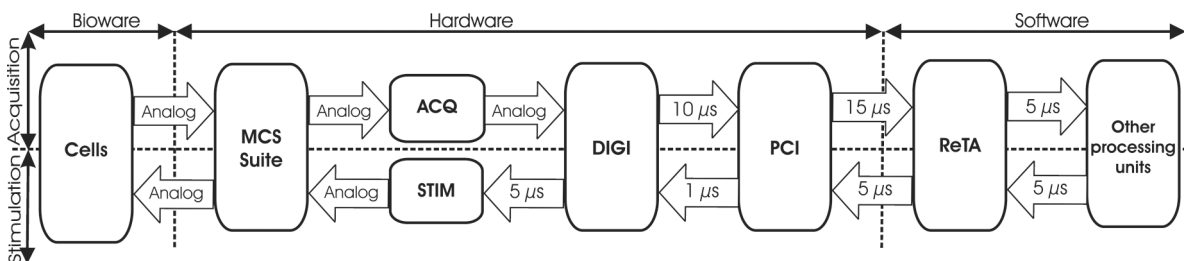 Bioware
Hardware
Software
Acquisition
Stimulation
Cells
Analog
Analog
MCS
Suite
Analog
Analog
ACQ
STIM
Analog
5 µs
DIGI
10 µs
1 µs
PCI
15 µs
5 µs
ReTA
5 µs
5 µs
Other
processing
units